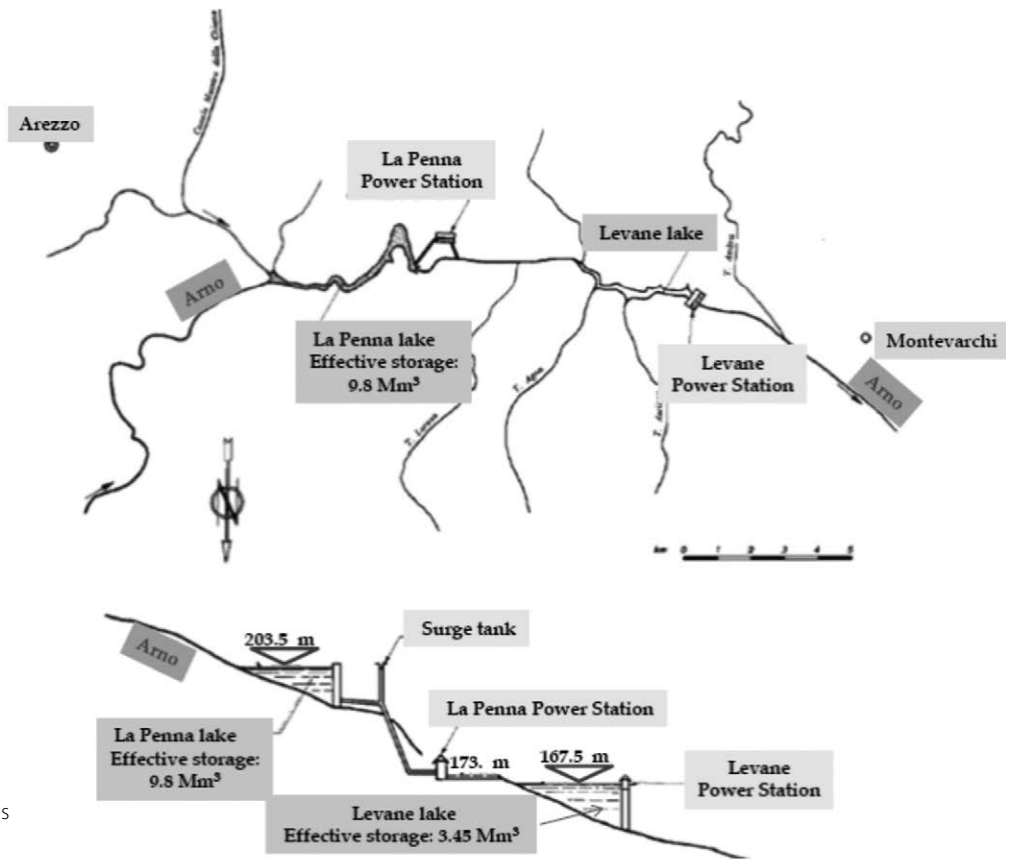 Arezzo
La Penna
Power Station
Levane lake
Arno
La Penna lake
Effective storage:
9.8 Mm³
Montevarchi
Levane
Power Station
Arno
T. Agna
M
km 0 1 2 3 4 5
Surge tank
203.5 m
Arno
La Penna Power Station
La Penna lake
Effective storage:
9.8 Mm³
173. m
167.5 m
Levane
Power Station
Levane lake
Effective storage: 3.45 Mm³
s